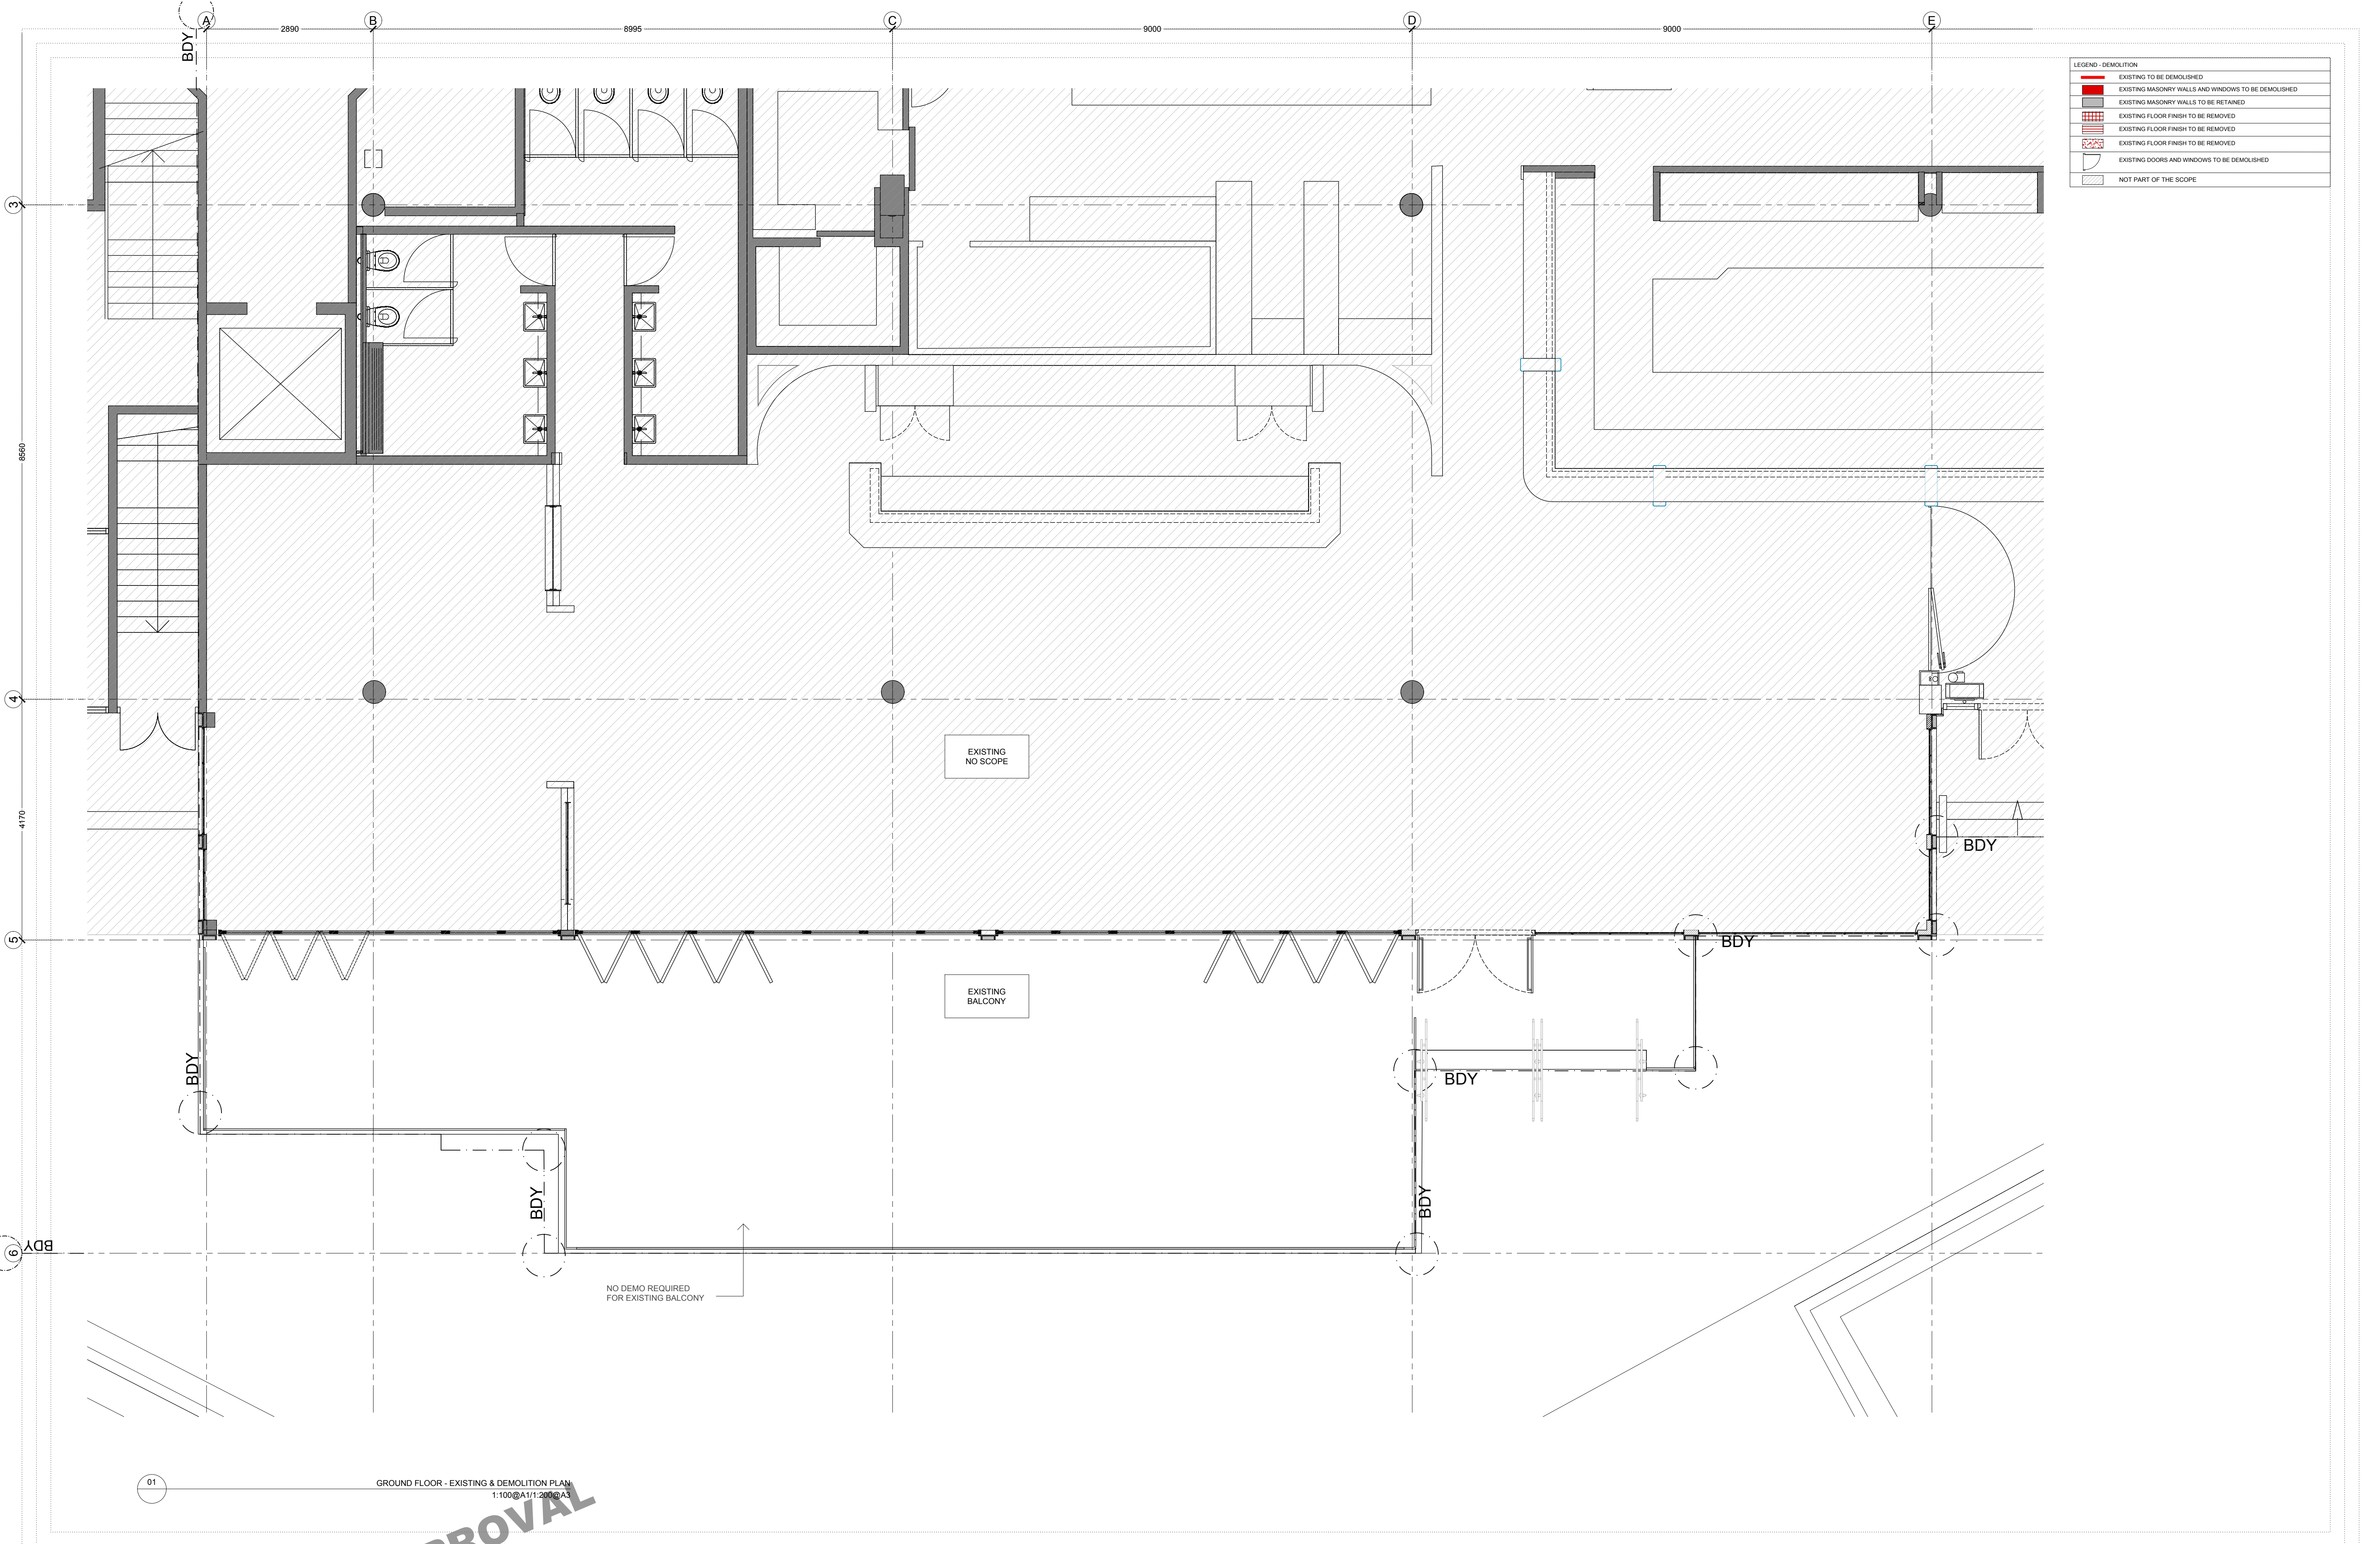 A
B
C
D
E
2890
8995
9000
9000
BDY
LEGEND - DEMOLITION
EXISTING TO BE DEMOLISHED
EXISTING MASONRY WALLS AND WINDOWS TO BE DEMOLISHED
EXISTING MASONRY WALLS TO BE RETAINED
EXISTING FLOOR FINISH TO BE REMOVED
EXISTING FLOOR FINISH TO BE REMOVED
EXISTING FLOOR FINISH TO BE REMOVED
EXISTING DOORS AND WINDOWS TO BE DEMOLISHED
NOT PART OF THE SCOPE
3
8560
4
EXISTING
NO SCOPE
4170
BDY
5
BDY
EXISTING
BALCONY
BDY
BDY
BDY
BDY
6
BDY
NO DEMO REQUIRED
FOR EXISTING BALCONY
01
GROUND FLOOR - EXISTING & DEMOLITION PLAN
1:100@A1/1:200@A3